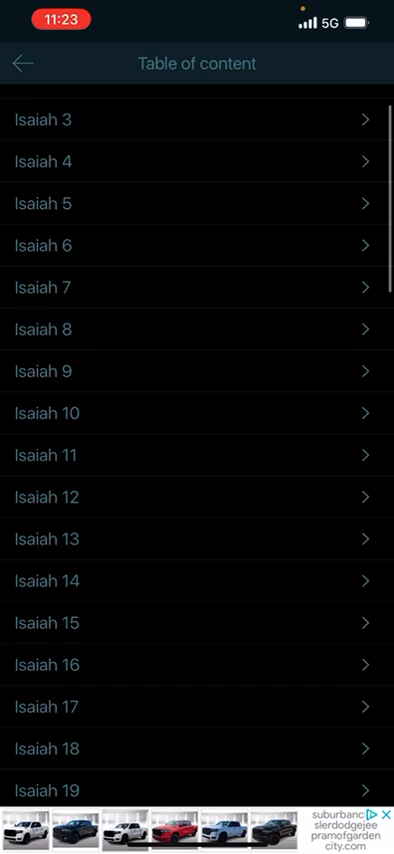 11:23
5G
Table of content
Isaiah 3
Isaiah 4
Isaiah 5
Isaiah 6
Isaiah 7
Isaiah 8
Isaiah 9
Isaiah 10
Isaiah 11
Isaiah 12
Isaiah 13
Isaiah 14
Isaiah 15
Isaiah 16
Isaiah 17
Isaiah 18
Isaiah 19
suburbanc
slerdodgejee
pramofgarden
city.com